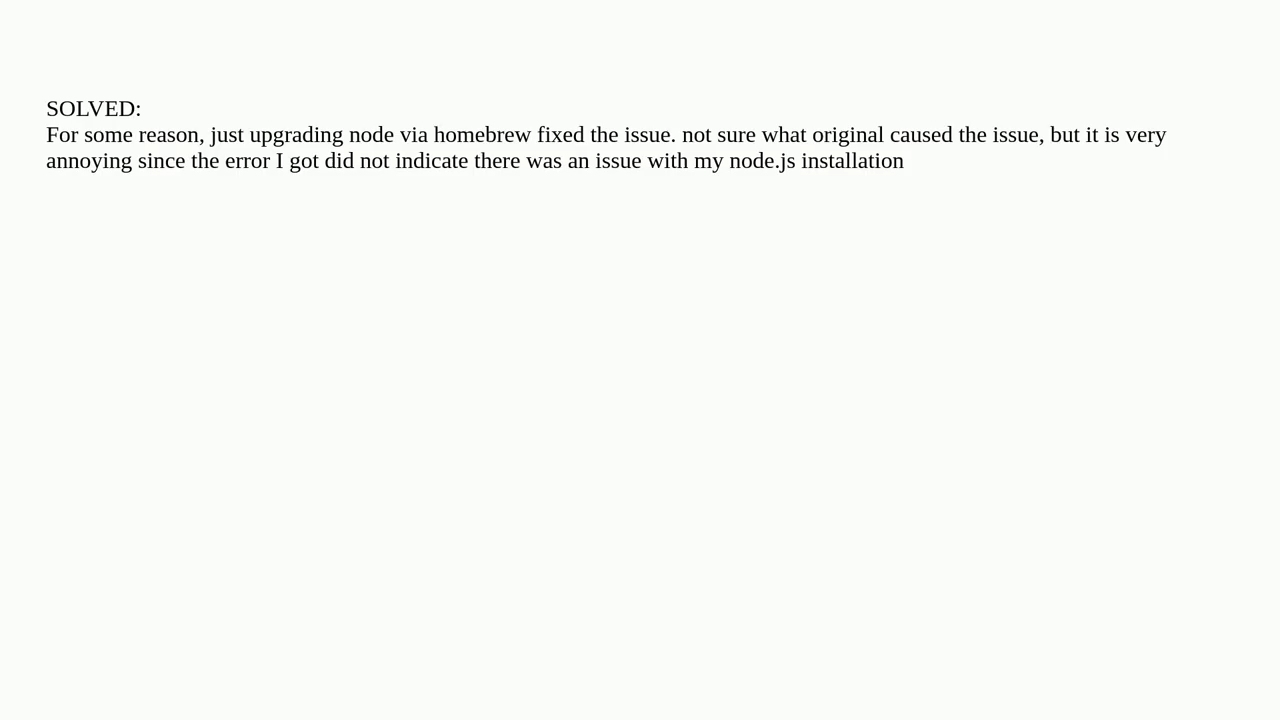 SOLVED:
For some reason, just upgrading node via homebrew fixed the issue. not sure what original caused the issue, but it is very
annoying since the error I got did not indicate there was an issue with my node.js installation